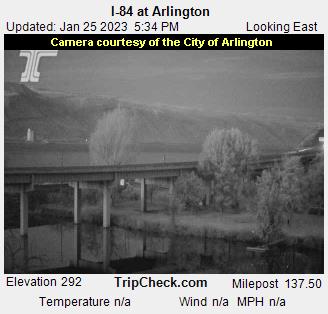 I-84 at Arlington
Updated: Jan 25 2023 5:34 PM Looking East
Camera courtesy of the City of Arlington
Elevation 292 TripCheck.com Milepost 137.50
Temperature n/a Wind n/a MPH n/a